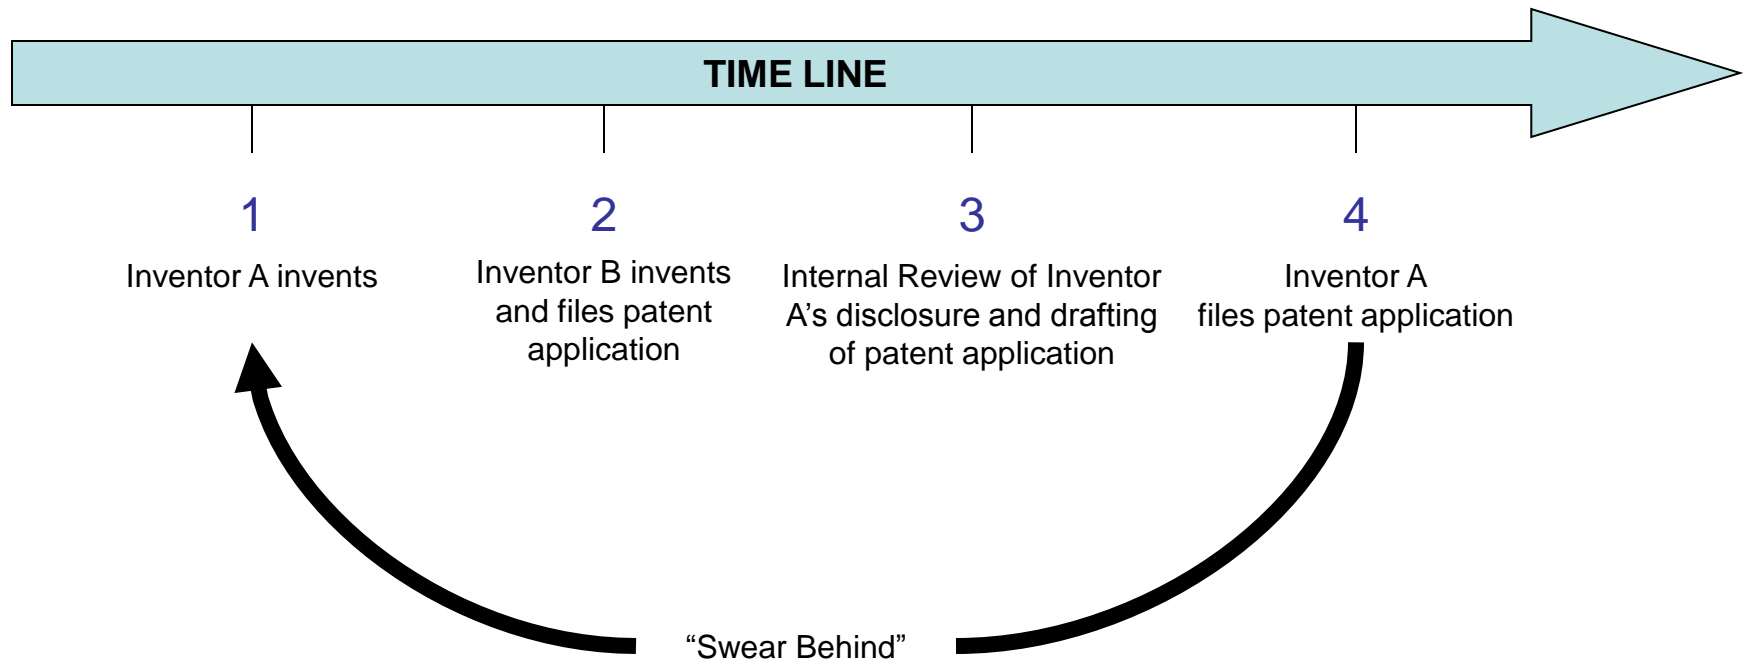 TIME LINE
1
2
3
4
Inventor A invents
Inventor B invents
and files patent
application
Internal Review of Inventor
A’s disclosure and drafting
of patent application
Inventor A
files patent application
“Swear Behind”